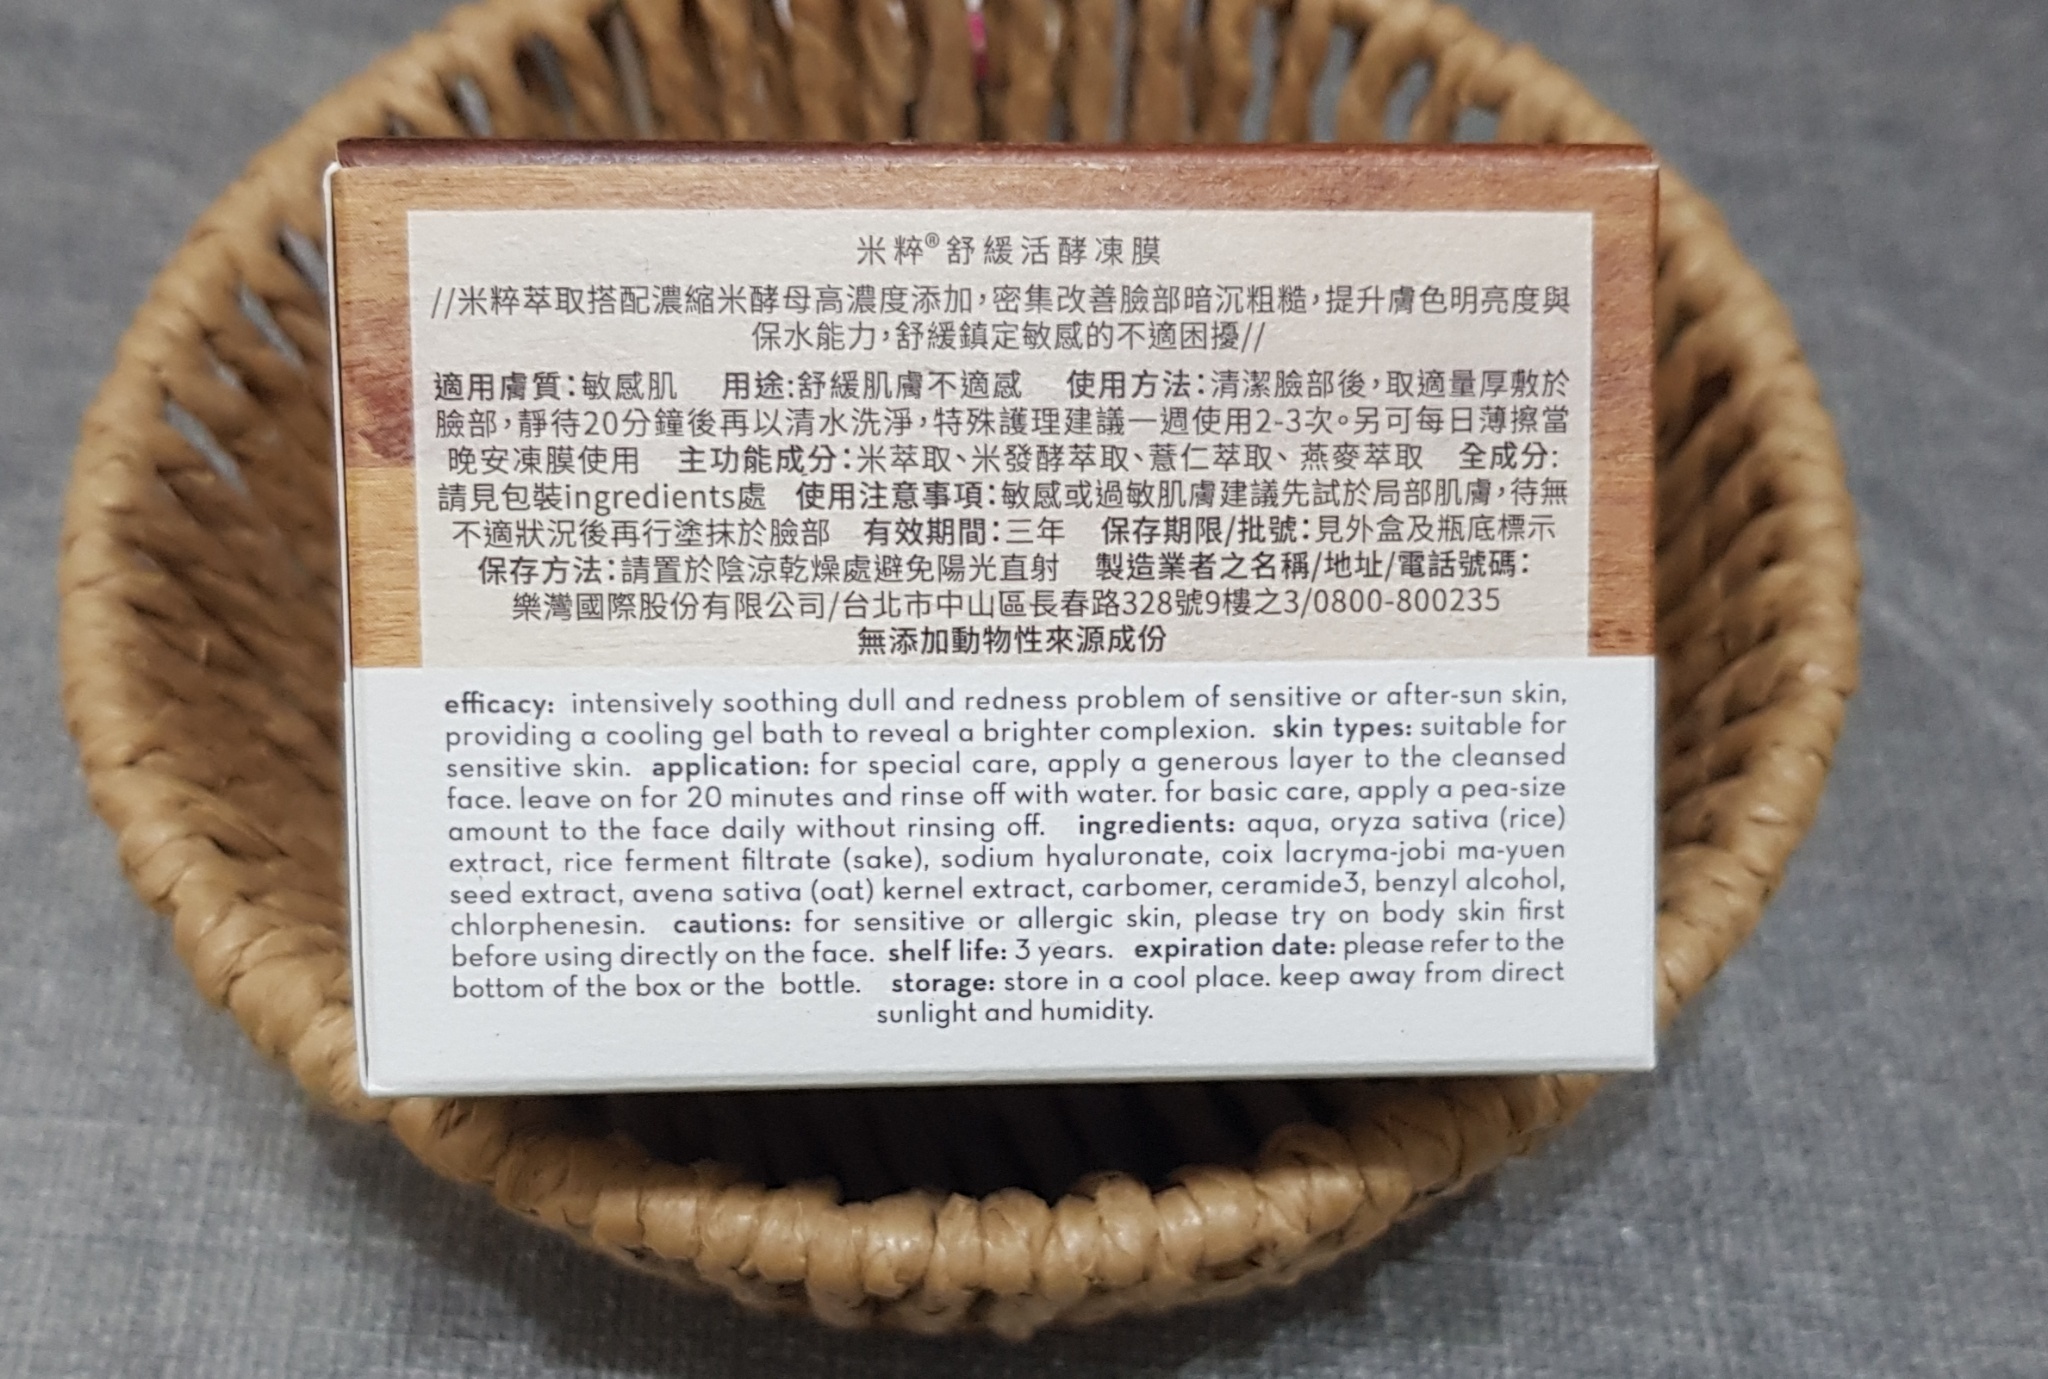 米粹®舒緩活酵凍膜
//米粹萃取搭配濃縮米酵母高濃度添加,密集改善臉部暗沉粗糙,提升膚色明亮度與
保水能力,舒緩鎮定敏感的不適困擾//
適用膚質:敏感肌 用途:舒緩肌膚不適感 使用方法:清潔臉部後,取適量厚敷於
臉部,靜待20分鐘後再以清水洗淨,特殊護理建議一週使用2-3次。另可每日薄擦當
晚安凍膜使用 主功能成分:米萃取、米發酵萃取、薏仁萃取、燕麥萃取 全成分:
請見包裝ingredients處 使用注意事項:敏感或過敏肌膚建議先試於局部肌膚,待無
不適狀況後再行塗抹於臉部 有效期間:三年 保存期限/批號:見外盒及瓶底標示
保存方法:請置於陰涼乾燥處避免陽光直射 製造業者之名稱/地址/電話號碼:
樂灣國際股份有限公司/台北市中山區長春路328號9樓之3/0800-800235
無添加動物性來源成份
efficacy: intensively soothing dull and redness problem of sensitive or after-sun skin,
providing a cooling gel bath to reveal a brighter complexion. skin types: suitable for
sensitive skin. application: for special care, apply a generous layer to the cleansed
face. leave on for 20 minutes and rinse off with water. for basic care, apply a pea-size
amount to the face daily without rinsing off. ingredients: aqua, oryza sativa (rice)
extract, rice ferment filtrate (sake), sodium hyaluronate, coix lacryma-jobi ma-yuen
seed extract, avena sativa (oat) kernel extract, carbomer, ceramide3, benzyl alcohol,
chlorphenesin. cautions: for sensitive or allergic skin, please try on body skin first
before using directly on the face. shelf life: 3 years. expiration date: please refer to the
bottom of the box or the bottle. storage: store in a cool place. keep away from direct
sunlight and humidity.